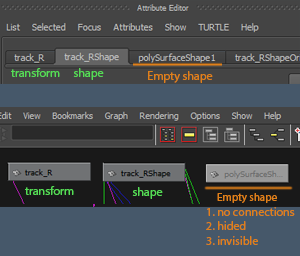 Attribute Editor
List Selected Focus Attributes Show TURTLE Help
track_R track_RShape polySurfaceShape1 track_RShapeOr
transform shape Empty shape
Edit View Bookmarks Graph Rendering Options Show
track_R track_RShape polySurfaceSh...
transform shape Empty shape
1. no connections
2. hided
3. invisible